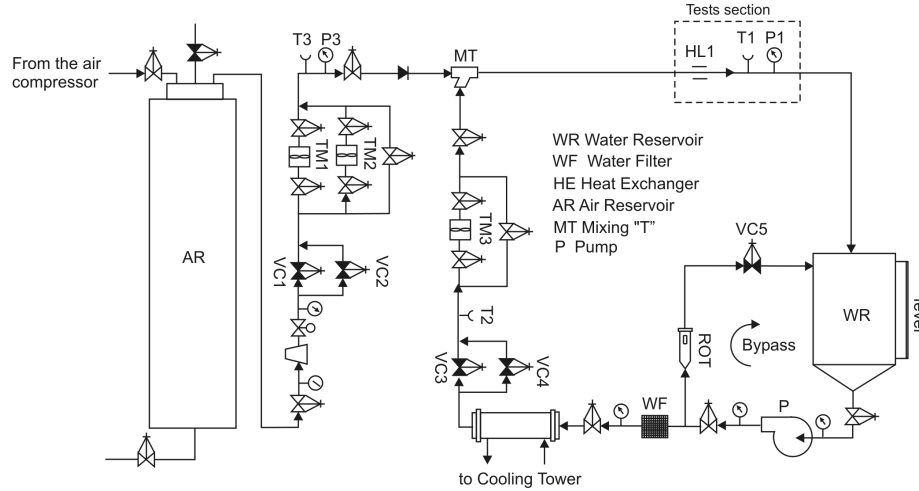 Tests section
T3 P3
MT
HL1
T1 P1
From the air
compressor
TM1
TM2
WR Water Reservoir
WF Water Filter
HE Heat Exchanger
AR Air Reservoir
MT Mixing "T"
P Pump
TM3
VC5
AR
VC1
VC2
T2
WR
level
ROT
Bypass
VC3
VC4
WF
P
to Cooling Tower